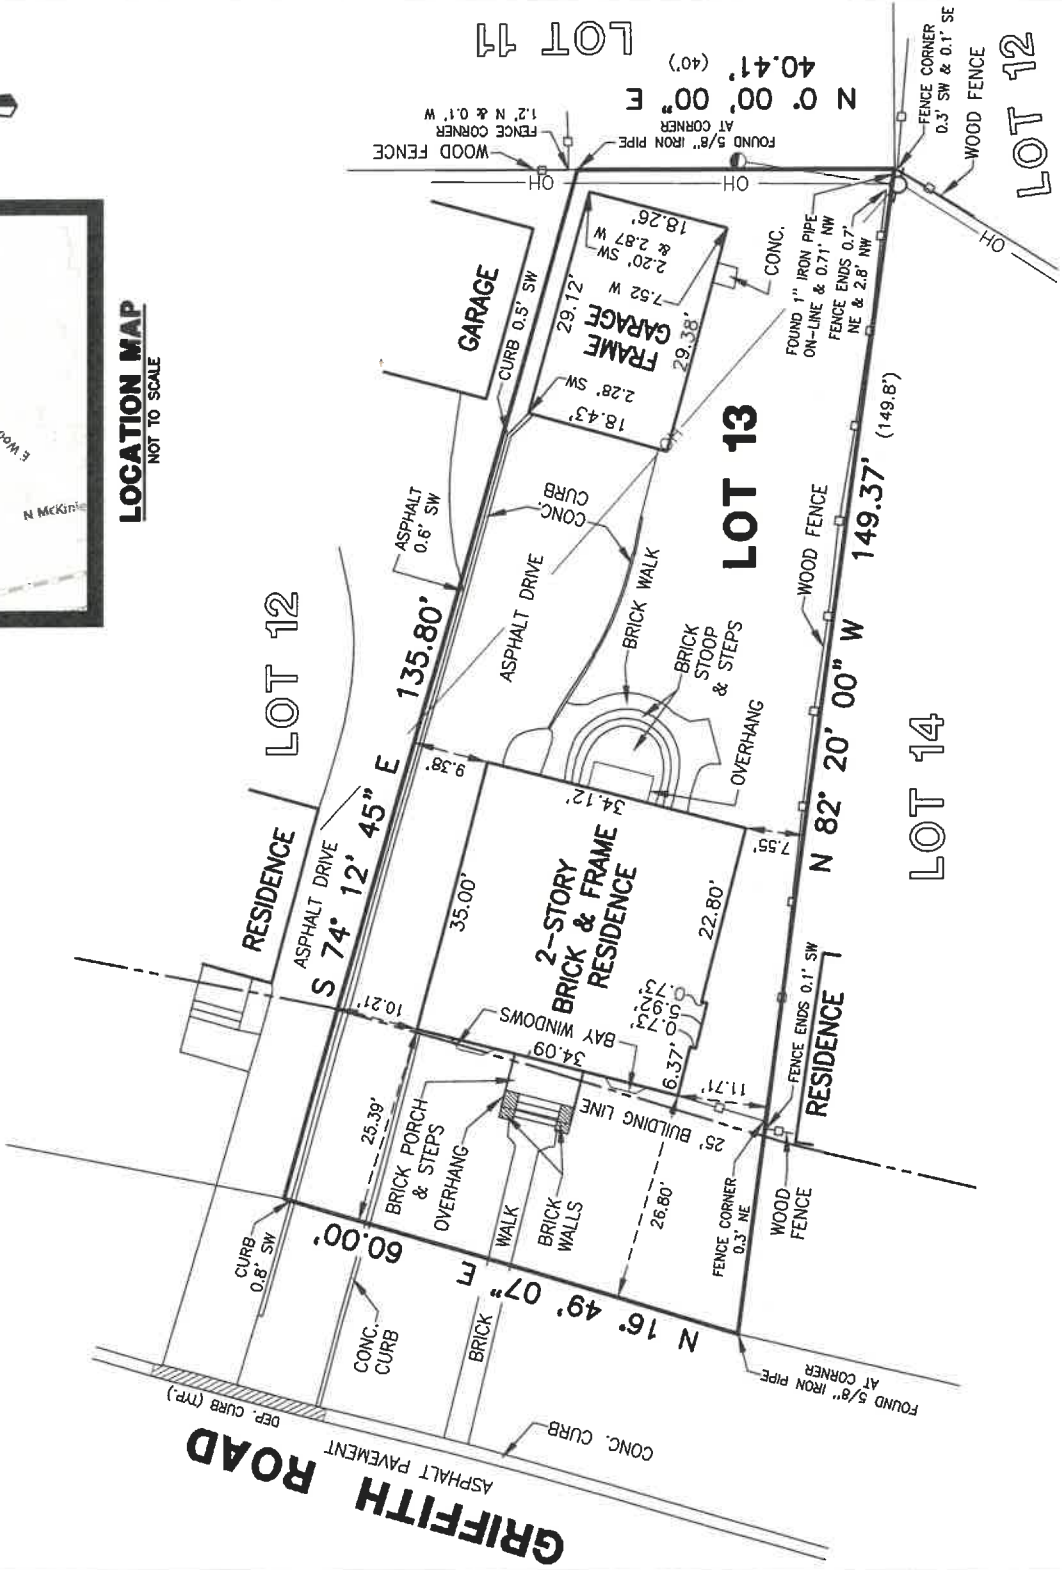 E Woo
N McKinle
LOCATION MAP
NOT TO SCALE
LOT 11
N 0° 00' 00" E
40.41'
(40')
WOOD FENCE
FENCE CORNER
1.2' N & 0.1' W
FOUND 5/8" IRON PIPE
AT CORNER
OH
OH
OH
OH
FENCE CORNER
0.3' SW & 0.1' SE
WOOD FENCE
LOT 12
GARAGE
CURB 0.5' SW
29.12'
18.26'
2.20' SW
& 2.87 W
7.52 W
FRAME
GARAGE
2.28' SW
18.43'
29.38'
CONC.
FOUND 1" IRON PIPE
ON-LINE & 0.71' NW
FENCE ENDS 0.7'
NE & 2.8' NW
LOT 13
ASPHALT
0.6' SW
CONC.
CURB
ASPHALT DRIVE
BRICK WALK
BRICK
STOOP
& STEPS
OVERHANG
WOOD FENCE
N 82° 20' 00" W
149.37'
(149.8')
LOT 12
S 74° 12' 45" E
135.80'
ASPHALT DRIVE
RESIDENCE
9.38'
34.12'
7.55'
35.00'
2-STORY
BRICK & FRAME
RESIDENCE
22.80'
0.73'
5.92'
0.73'
6.37'
10.21'
BAY WINDOWS
34.09'
11.71'
25' BUILDING LINE
LOT 14
FENCE ENDS 0.1' SW
RESIDENCE
25.39'
BRICK PORCH
& STEPS
OVERHANG
WALK
BRICK
BRICK
WALLS
26.80'
FENCE CORNER
0.3' NE
WOOD
FENCE
CURB
0.8' SW
N 16° 49' 07" E
60.00'
CONC.
CURB
FOUND 5/8" IRON PIPE
AT CORNER
DEP. CURB (TYP.)
CONC. CURB
ASPHALT PAVEMENT
GRIFFITH ROAD